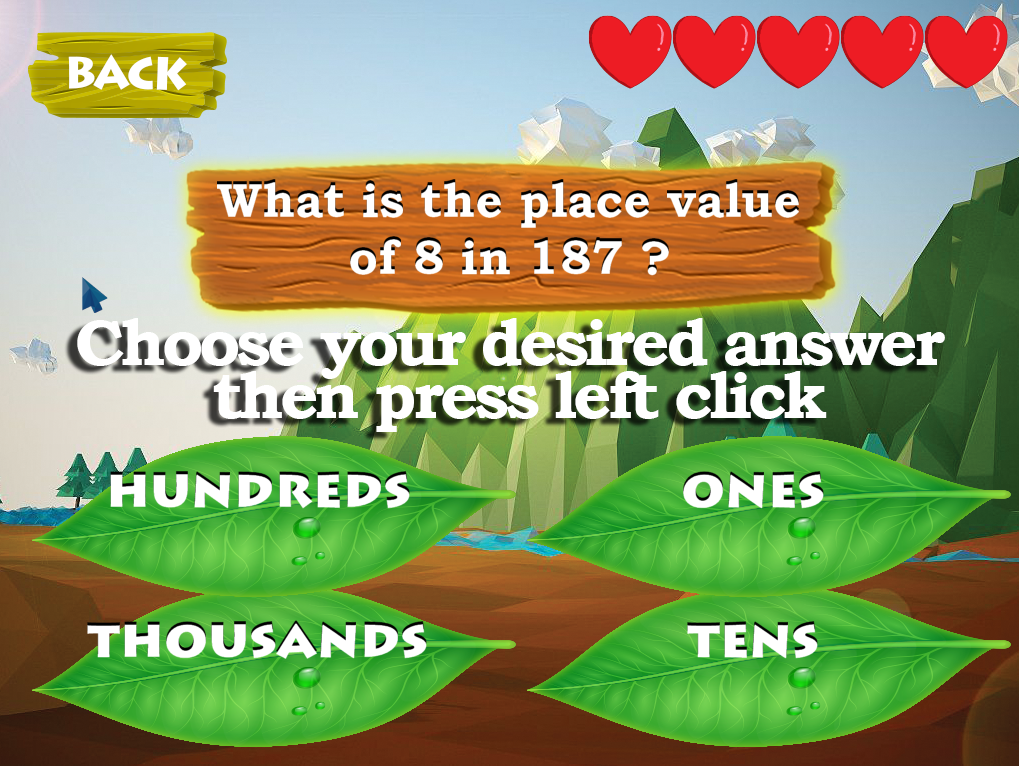 BACK
What is the place value
of 8 in 187 ?
Choose your desired answer
then press left click
HUNDREDS
ONES
THOUSANDS
TENS